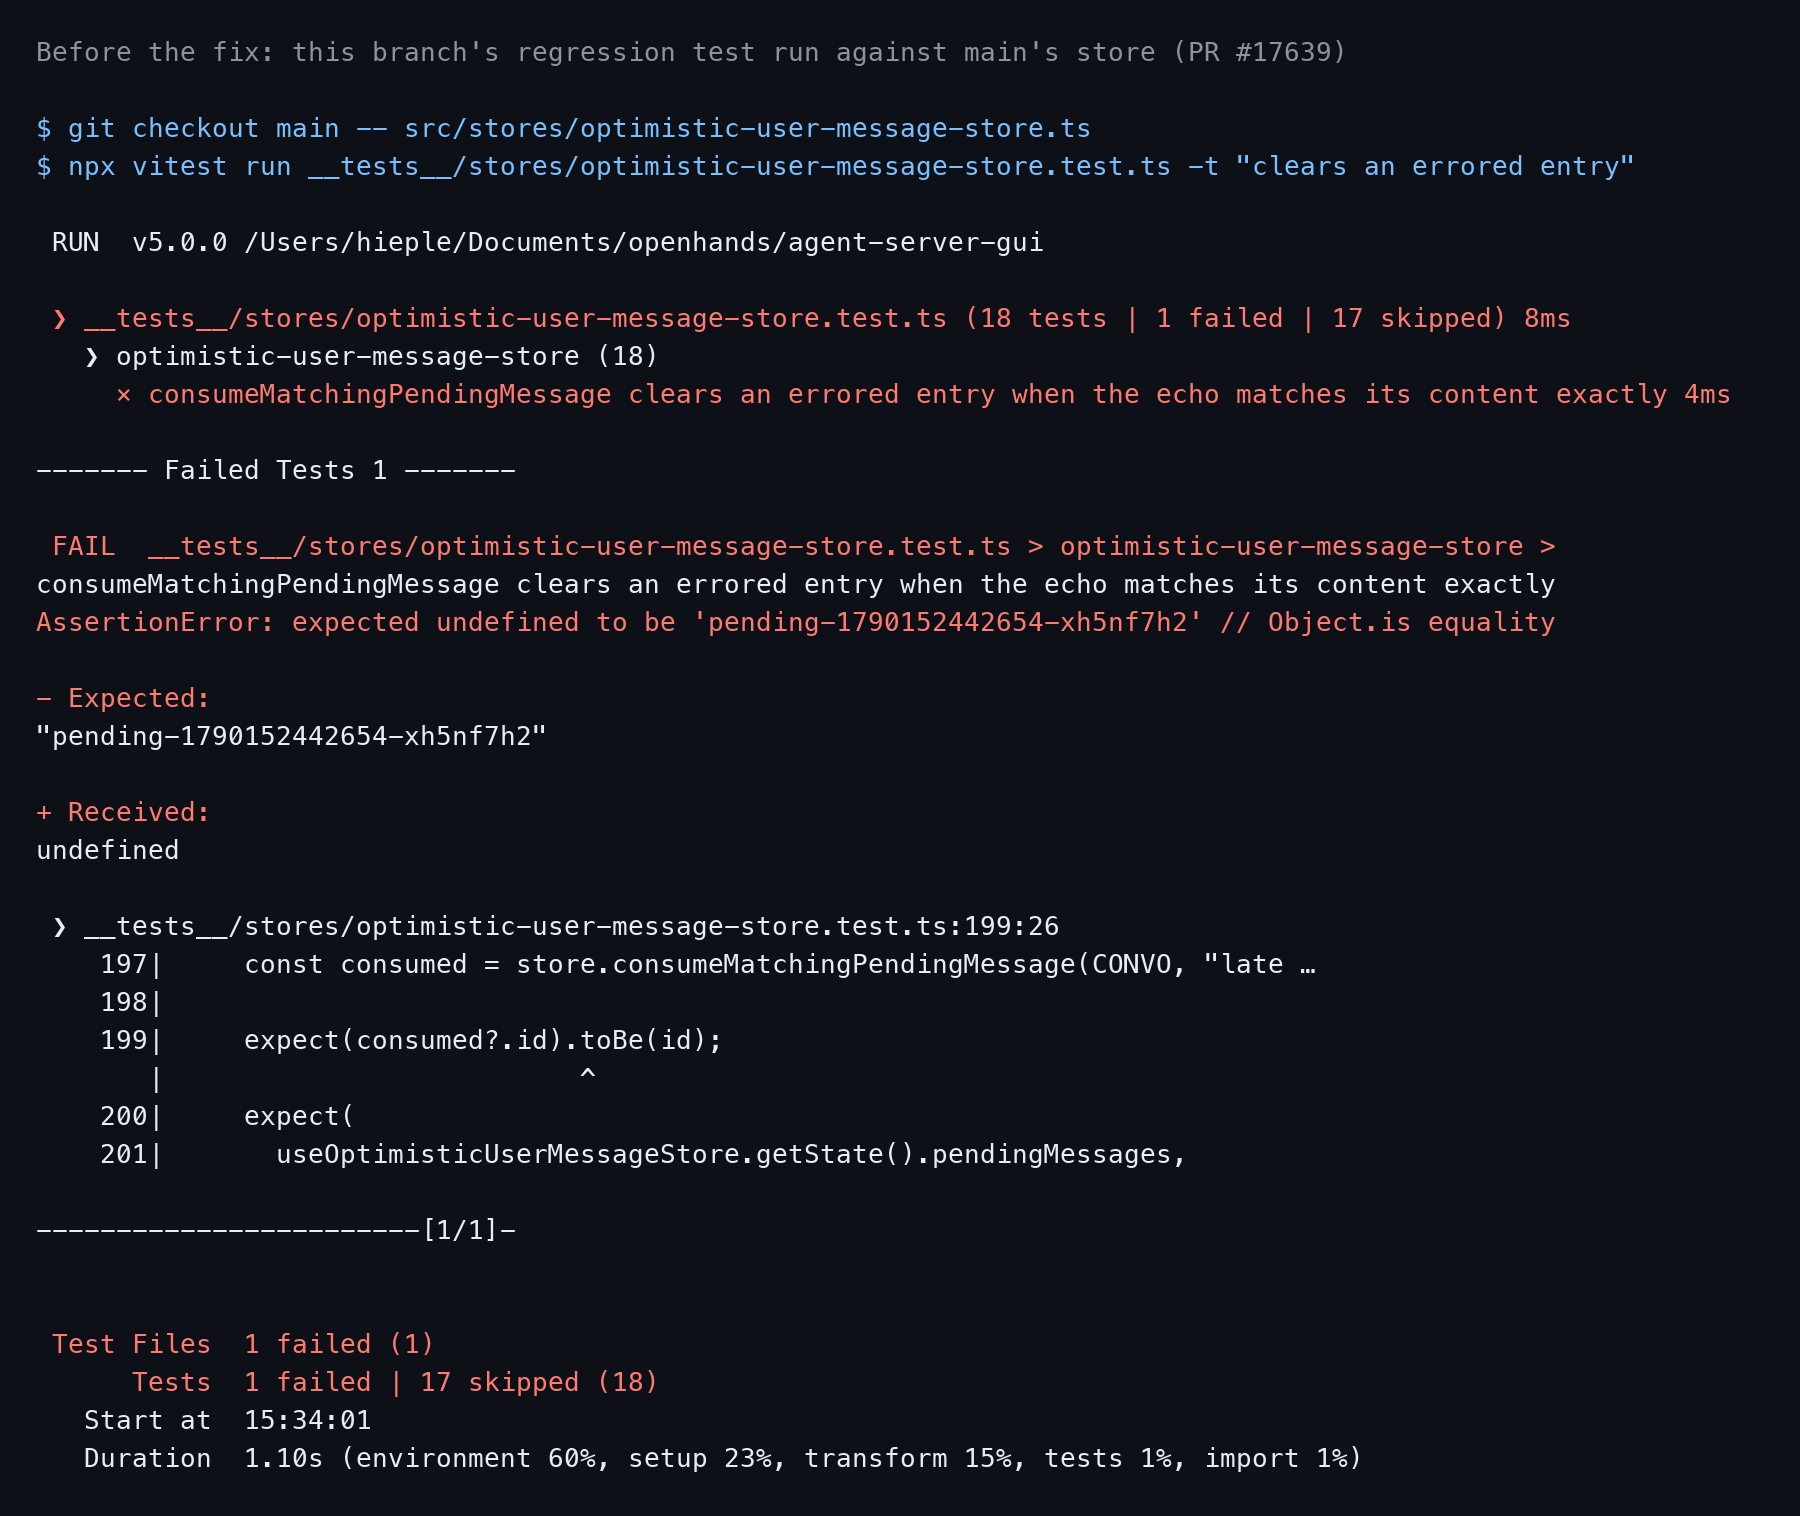 Before the fix: this branch's regression test run against main's store (PR #17639)
$ git checkout main -- src/stores/optimistic-user-message-store.ts
$ npx vitest run __tests__/stores/optimistic-user-message-store.test.ts -t "clears an errored entry"
RUN  v5.0.0 /Users/hieple/Documents/openhands/agent-server-gui
❯ __tests__/stores/optimistic-user-message-store.test.ts (18 tests | 1 failed | 17 skipped) 8ms
❯ optimistic-user-message-store (18)
× consumeMatchingPendingMessage clears an errored entry when the echo matches its content exactly 4ms
------- Failed Tests 1 -------
FAIL  __tests__/stores/optimistic-user-message-store.test.ts > optimistic-user-message-store >
consumeMatchingPendingMessage clears an errored entry when the echo matches its content exactly
AssertionError: expected undefined to be 'pending-1790152442654-xh5nf7h2' // Object.is equality
- Expected:
"pending-1790152442654-xh5nf7h2"
+ Received:
undefined
❯ __tests__/stores/optimistic-user-message-store.test.ts:199:26
197|     const consumed = store.consumeMatchingPendingMessage(CONVO, "late …
198|
199|     expect(consumed?.id).toBe(id);
|                          ^
200|     expect(
201|       useOptimisticUserMessageStore.getState().pendingMessages,
------------------------[1/1]-
Test Files  1 failed (1)
Tests  1 failed | 17 skipped (18)
Start at  15:34:01
Duration  1.10s (environment 60%, setup 23%, transform 15%, tests 1%, import 1%)